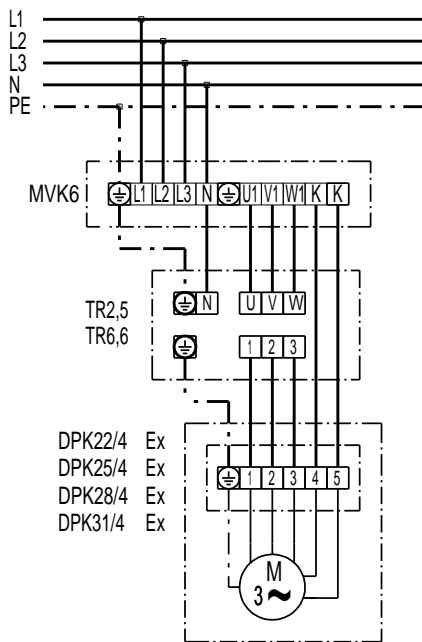 L1
L2
L3
N
PE
MVK6 L1 L2 L3 N U1 V1 W1 K K
TR2,5 N U V W
TR6,6 1 2 3
DPK22/4 Ex
DPK25/4 Ex
DPK28/4 Ex
DPK31/4 Ex
1 2 3 4 5
M
3 ~